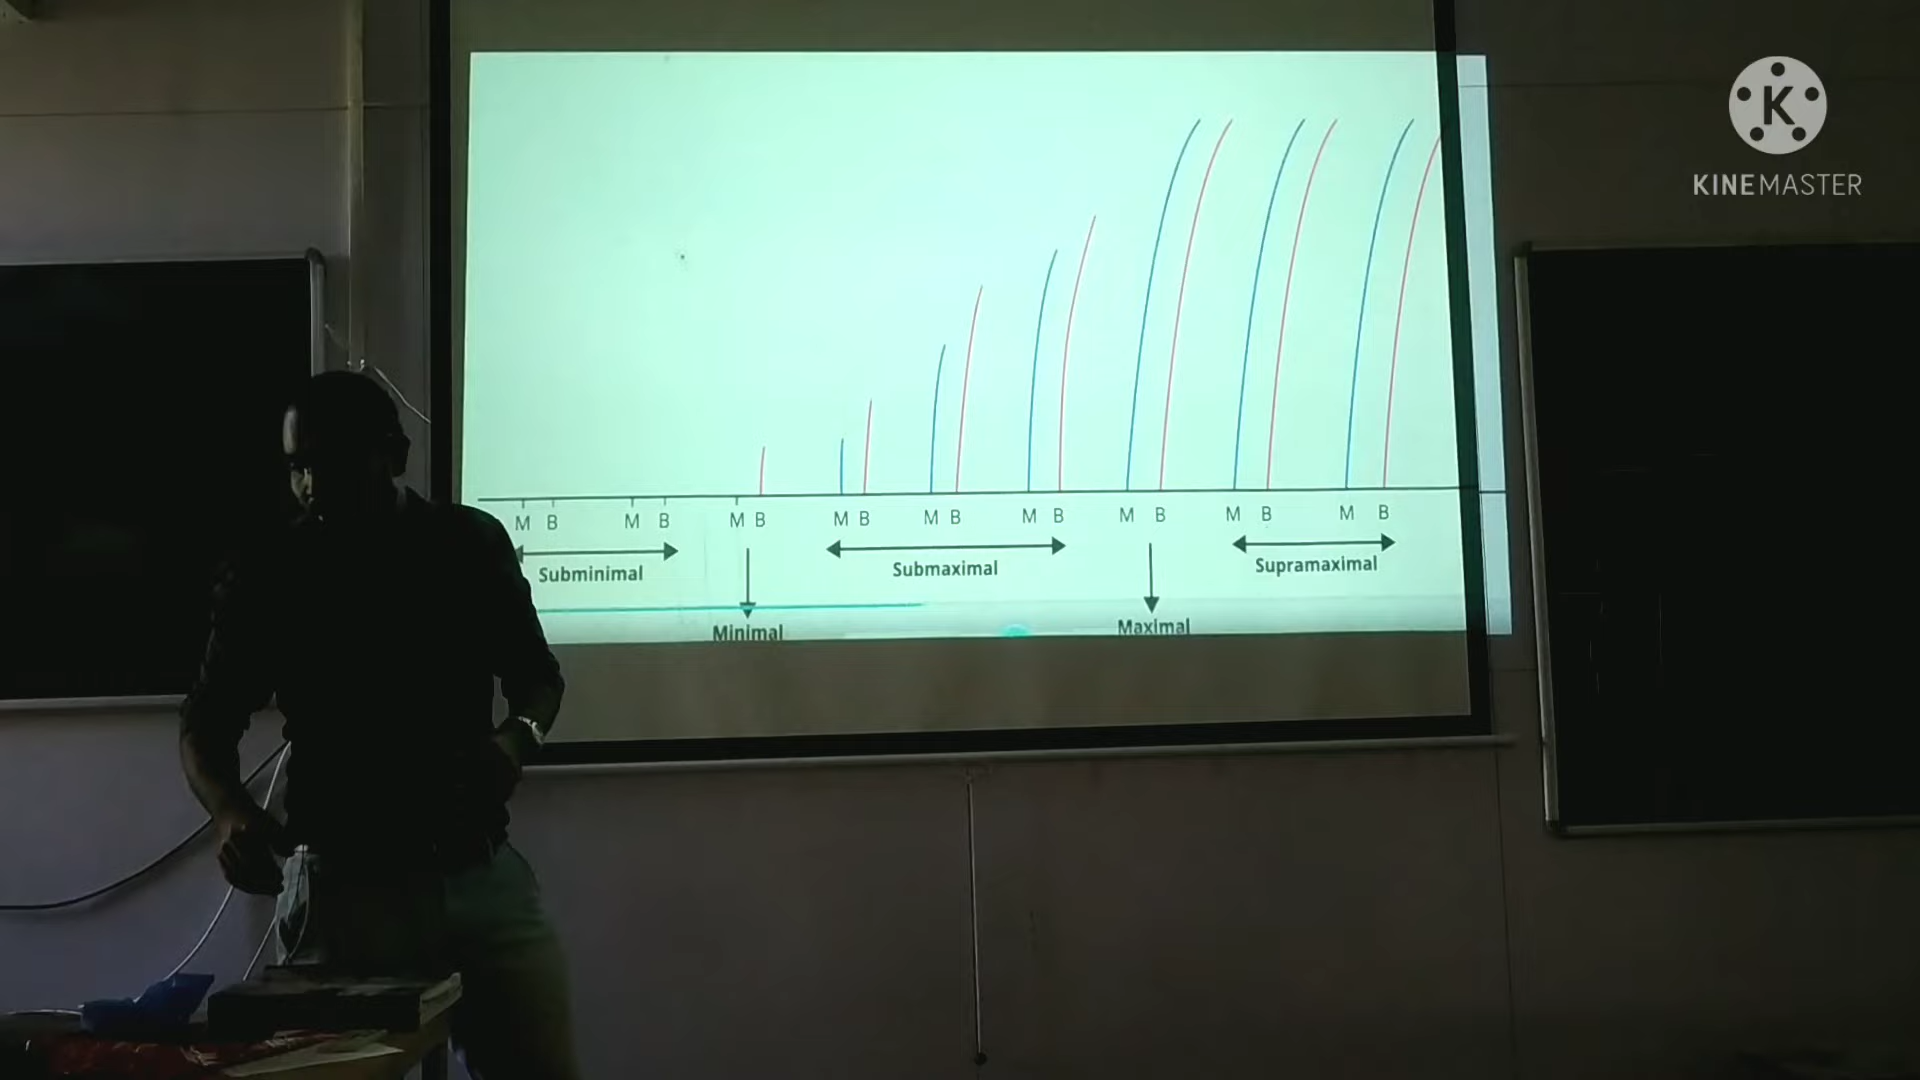 K
KINEMASTER
M B M B M B M B M B M B M B M B M B
Subminimal Submaximal Supramaximal
Minimal Maximal